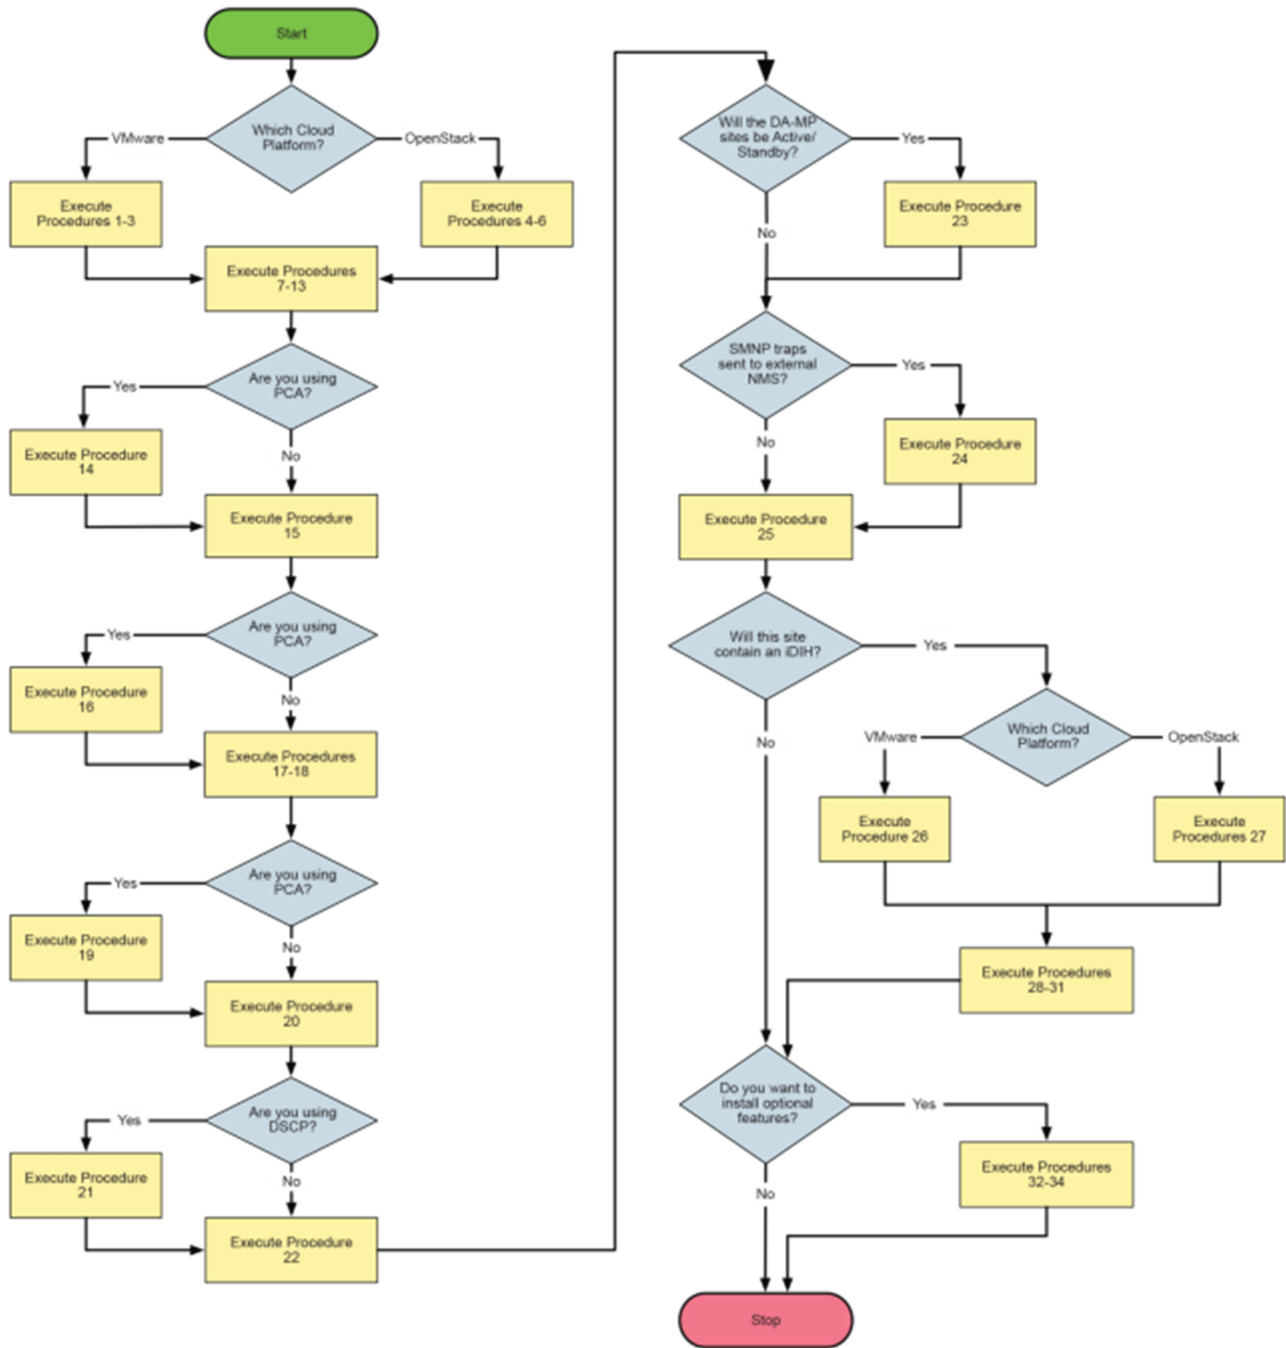 Start
Which Cloud
Platform?
VMware
OpenStack
Execute
Procedures 1-3
Execute
Procedures 4-6
Execute Procedures
7-13
Are you using
PCA?
Yes
No
Execute Procedure
14
Execute Procedure
15
Are you using
PCA?
Yes
No
Execute Procedure
16
Execute Procedures
17-18
Are you using
PCA?
Yes
No
Execute Procedure
19
Execute Procedure
20
Are you using
DSCP?
Yes
No
Execute Procedure
21
Execute Procedure
22
Will the DA-MP
sites be Active/
Standby?
Yes
No
Execute Procedure
23
SMNP traps
sent to external
NMS?
Yes
No
Execute Procedure
24
Execute Procedure
25
Will this site
contain an iDIH?
Yes
No
Which Cloud
Platform?
VMware
OpenStack
Execute
Procedure 26
Execute
Procedures 27
Execute Procedures
28-31
Do you want to
install optional
features?
Yes
No
Execute Procedures
32-34
Stop